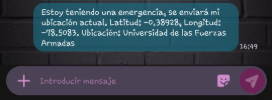 Estoy teniendo una emergencia, se enviará mi
ubicación actual, Latitud: -0,38928, Longitud:
-78,5083, Ubicación: Universidad de las Fuerzas
Armadas
16:49
Introducir mensaje